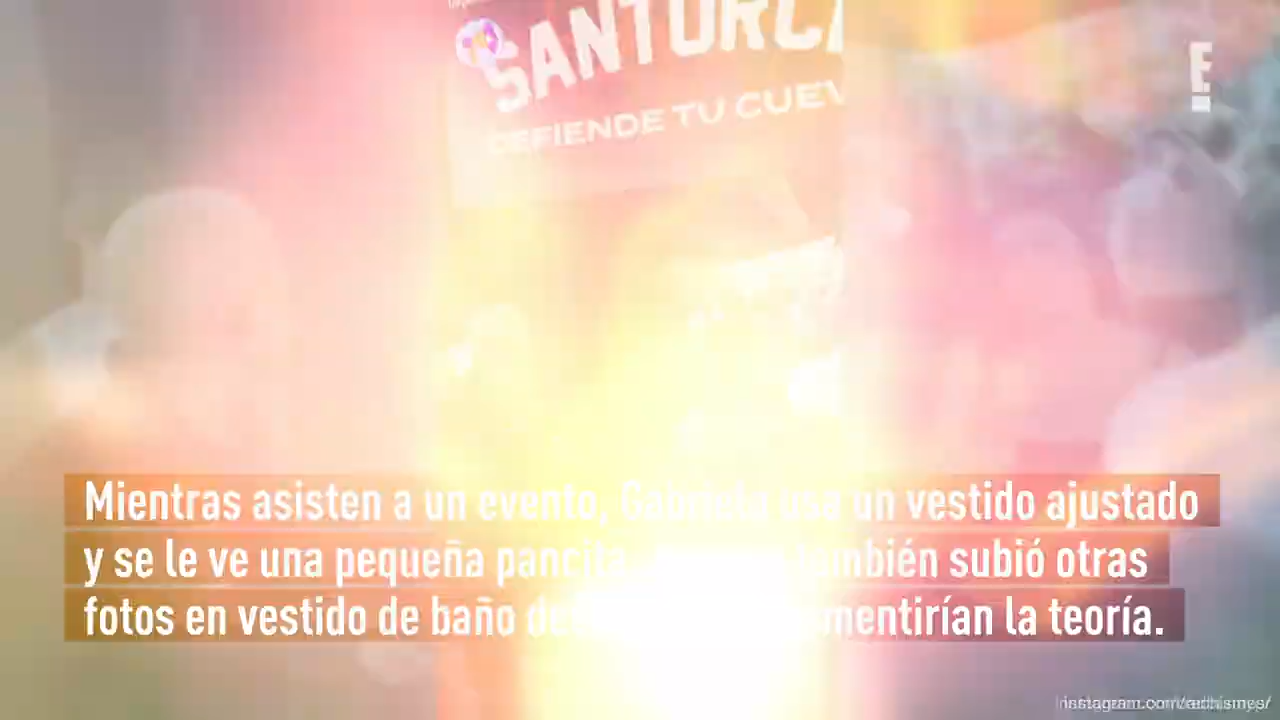 SANTURC
DEFIENDE TU CUEV
E!
Mientras asisten a un evento, Gabriela usa un vestido ajustado
y se le ve una pequeña pancita, también subió otras
fotos en vestido de baño mentirían la teoría.